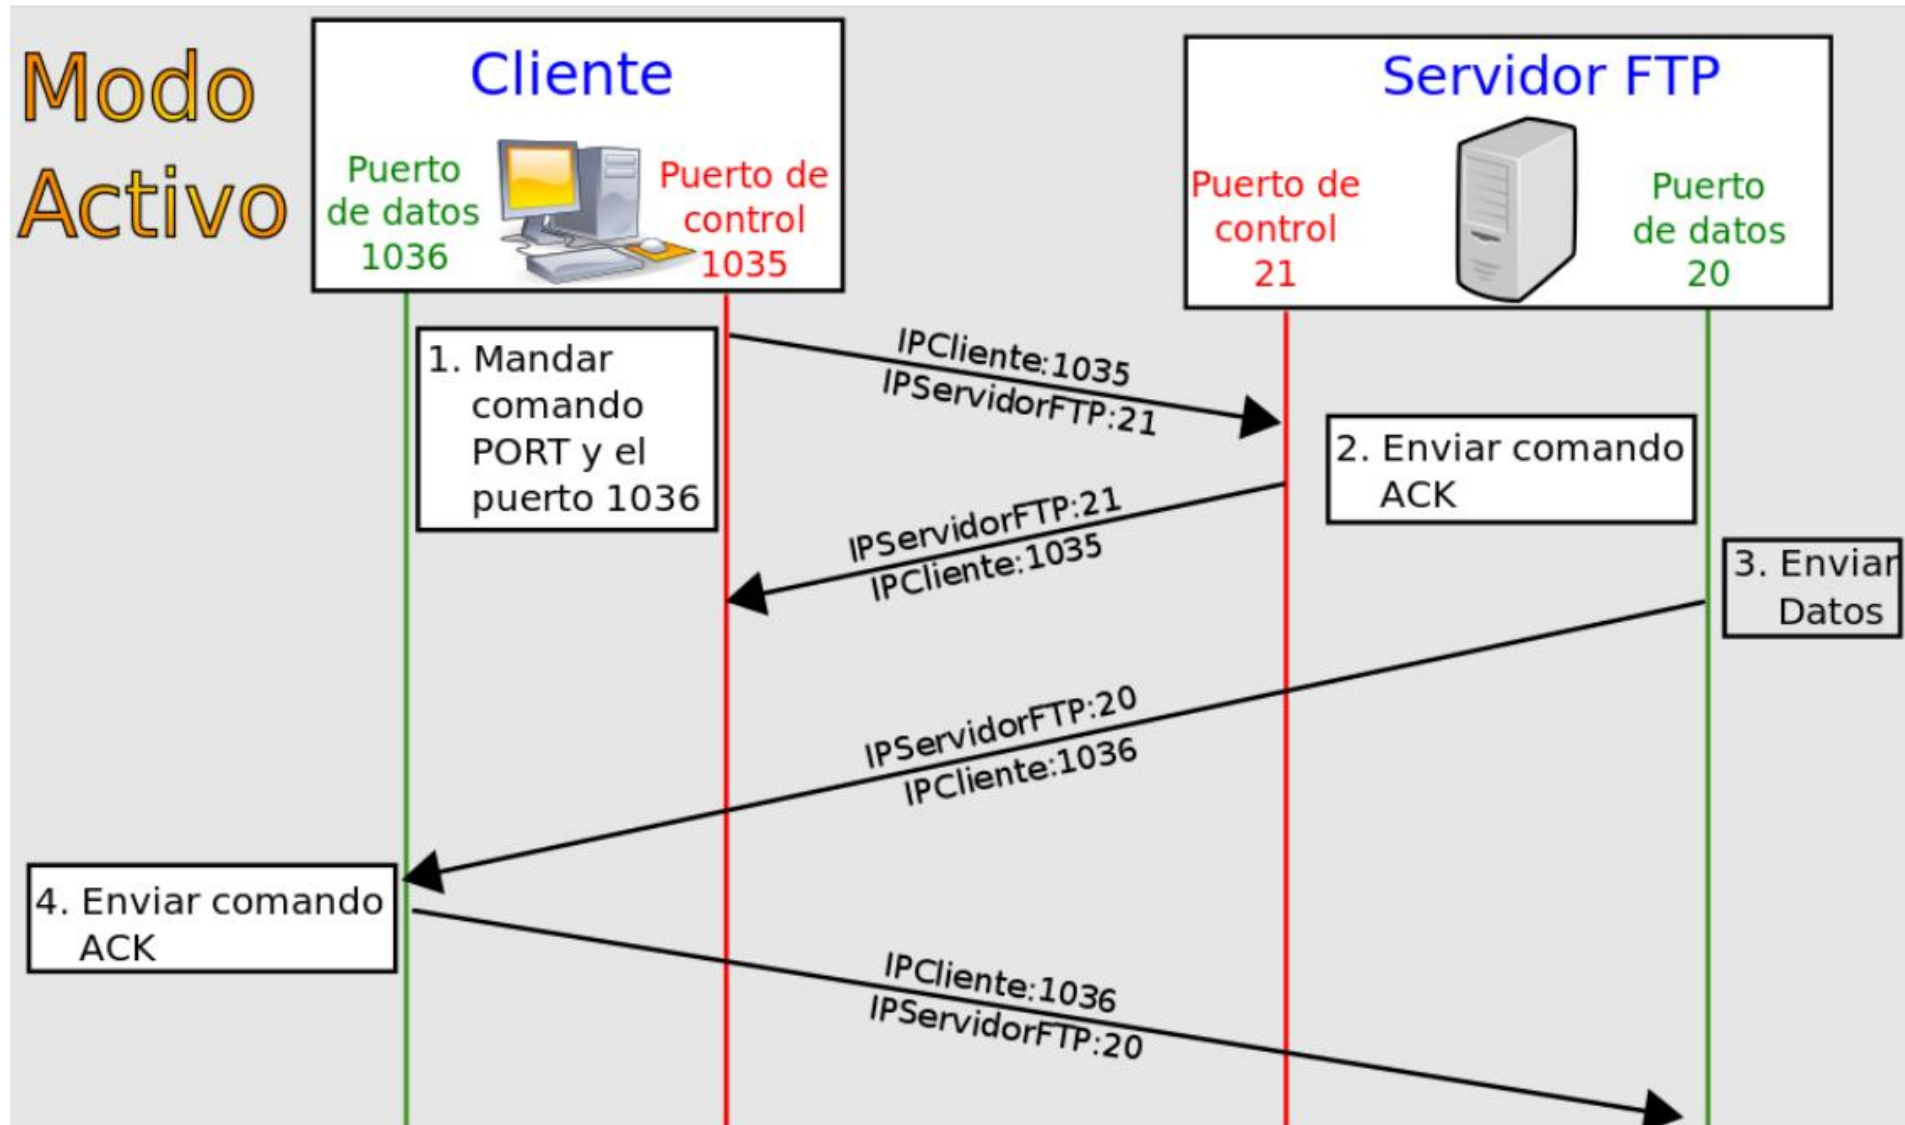 Modo
Activo
Cliente
Puerto
de datos
1036
Puerto de
control
1035
Servidor FTP
Puerto de
control
21
Puerto
de datos
20
1. Mandar
comando
PORT y el
puerto 1036
IPCliente:1035
IPServidorFTP:21
2. Enviar comando
ACK
IPServidorFTP:21
IPCliente:1035
3. Enviar
Datos
IPServidorFTP:20
IPCliente:1036
4. Enviar comando
ACK
IPCliente:1036
IPServidorFTP:20